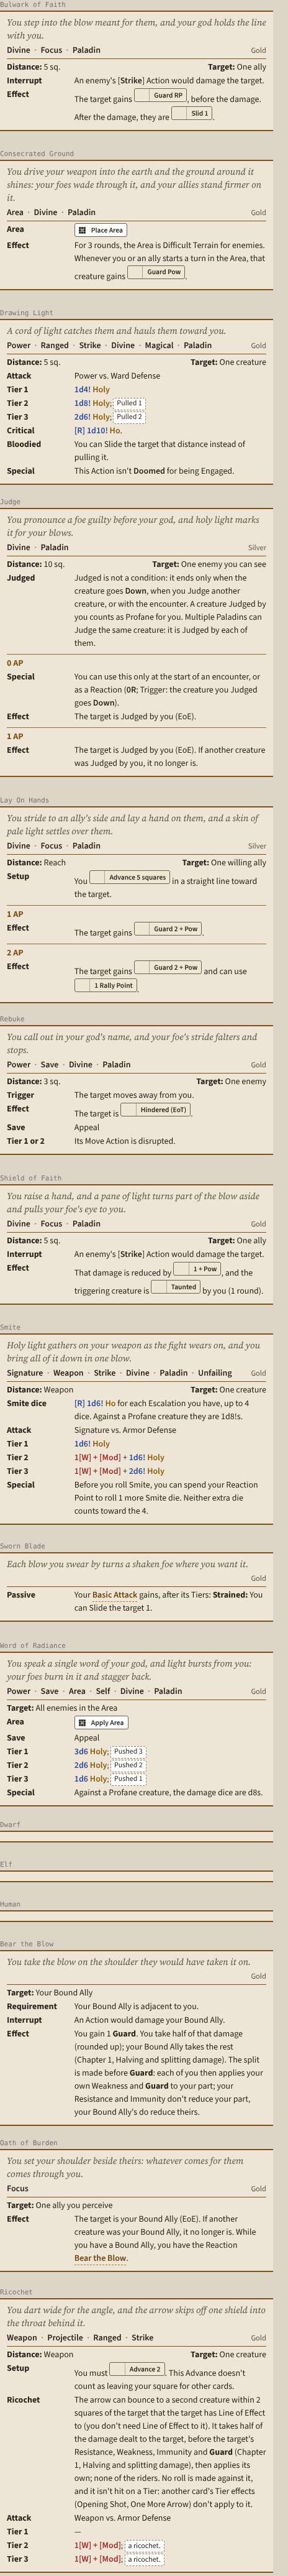 Bulwark of Faith
You step into the blow meant for them, and your god holds the line
with you.
Divine · Focus · Paladin Gold
Distance: 5 sq. Target: One ally
Interrupt An enemy's [Strike] Action would damage the target.
Effect The target gains Guard RP, before the damage.
After the damage, they are Slid 1.
Consecrated Ground
You drive your weapon into the earth and the ground around it
shines: your foes wade through it, and your allies stand firmer on
it.
Area · Divine · Paladin Gold
Area Place Area
Effect For 3 rounds, the Area is Difficult Terrain for enemies.
Whenever you or an ally starts a turn in the Area, that
creature gains Guard Pow.
Drawing Light
A cord of light catches them and hauls them toward you.
Power · Ranged · Strike · Divine · Magical · Paladin Gold
Distance: 5 sq. Target: One creature
Attack Power vs. Ward Defense
Tier 1 1d4! Holy
Tier 2 1d8! Holy; Pulled 1
Tier 3 2d6! Holy; Pulled 2
Critical [R] 1d10! Ho.
Bloodied You can Slide the target that distance instead of
pulling it.
Special This Action isn't Doomed for being Engaged.
Judge
You pronounce a foe guilty before your god, and holy light marks
it for your blows.
Divine · Paladin Silver
Distance: 10 sq. Target: One enemy you can see
Judged Judged is not a condition: it ends only when the
creature goes Down, when you Judge another
creature, or with the encounter. A creature Judged by
you counts as Profane for you. Multiple Paladins can
Judge the same creature: it is Judged by each of
them.
0 AP
Special You can use this only at the start of an encounter, or
as a Reaction (0R; Trigger: the creature you Judged
goes Down).
Effect The target is Judged by you (EoE).
1 AP
Effect The target is Judged by you (EoE). If another creature
was Judged by you, it no longer is.
Lay On Hands
You stride to an ally's side and lay a hand on them, and a skin of
pale light settles over them.
Divine · Focus · Paladin Silver
Distance: Reach Target: One willing ally
Setup You Advance 5 squares in a straight line toward
the target.
1 AP
Effect The target gains Guard 2 + Pow.
2 AP
Effect The target gains Guard 2 + Pow and can use
1 Rally Point.
Rebuke
You call out in your god's name, and your foe's stride falters and
stops.
Power · Save · Divine · Paladin Gold
Distance: 3 sq. Target: One enemy
Trigger The target moves away from you.
Effect The target is Hindered (EoT).
Save Appeal
Tier 1 or 2 Its Move Action is disrupted.
Shield of Faith
You raise a hand, and a pane of light turns part of the blow aside
and pulls your foe's eye to you.
Divine · Focus · Paladin Gold
Distance: 5 sq. Target: One ally
Interrupt An enemy's [Strike] Action would damage the target.
Effect That damage is reduced by 1 + Pow, and the
triggering creature is Taunted by you (1 round).
Smite
Holy light gathers on your weapon as the fight wears on, and you
bring all of it down in one blow.
Signature · Weapon · Strike · Divine · Paladin · Unfailing Gold
Distance: Weapon Target: One creature
Smite dice [R] 1d6! Ho for each Escalation you have, up to 4
dice. Against a Profane creature they are 1d8!s.
Attack Signature vs. Armor Defense
Tier 1 1d6! Holy
Tier 2 1[W] + [Mod] + 1d6! Holy
Tier 3 1[W] + [Mod] + 2d6! Holy
Special Before you roll Smite, you can spend your Reaction
Point to roll 1 more Smite die. Neither extra die
counts toward the 4.
Sworn Blade
Each blow you swear by turns a shaken foe where you want it.
Gold
Passive Your Basic Attack gains, after its Tiers: Strained: You
can Slide the target 1.
Word of Radiance
You speak a single word of your god, and light bursts from you:
your foes burn in it and stagger back.
Power · Save · Area · Self · Divine · Paladin Gold
Target: All enemies in the Area
Area Apply Area
Save Appeal
Tier 1 3d6 Holy; Pushed 3
Tier 2 2d6 Holy; Pushed 2
Tier 3 1d6 Holy; Pushed 1
Special Against a Profane creature, the damage dice are d8s.
Dwarf
Elf
Human
Bear the Blow
You take the blow on the shoulder they would have taken it on.
Gold
Target: Your Bound Ally
Requirement Your Bound Ally is adjacent to you.
Interrupt An Action would damage your Bound Ally.
Effect You gain 1 Guard. You take half of that damage
(rounded up); your Bound Ally takes the rest
(Chapter 1, Halving and splitting damage). The split
is made before Guard: each of you then applies your
own Weakness and Guard to your part; your
Resistance and Immunity don't reduce your part,
your Bound Ally's do reduce theirs.
Oath of Burden
You set your shoulder beside theirs: whatever comes for them
comes through you.
Focus Gold
Target: One ally you perceive
Effect The target is your Bound Ally (EoE). If another
creature was your Bound Ally, it no longer is. While
you have a Bound Ally, you have the Reaction
Bear the Blow.
Ricochet
You dart wide for the angle, and the arrow skips off one shield into
the throat behind it.
Weapon · Projectile · Ranged · Strike Gold
Distance: Weapon Target: One creature
Setup You must Advance 2. This Advance doesn't
count as leaving your square for other cards.
Ricochet The arrow can bounce to a second creature within 2
squares of the target that the target has Line of Effect
to (you don't need Line of Effect to it). It takes half of
the damage dealt to the target, before the target's
Resistance, Weakness, Immunity and Guard (Chapter
1, Halving and splitting damage), then applies its
own; none of the riders. No roll is made against it,
and it isn't hit on a Tier: another card's Tier effects
(Opening Shot, One More Arrow) don't apply to it.
Attack Weapon vs. Armor Defense
Tier 1 —
Tier 2 1[W] + [Mod]; a ricochet.
Tier 3 1[W] + [Mod]; a ricochet.